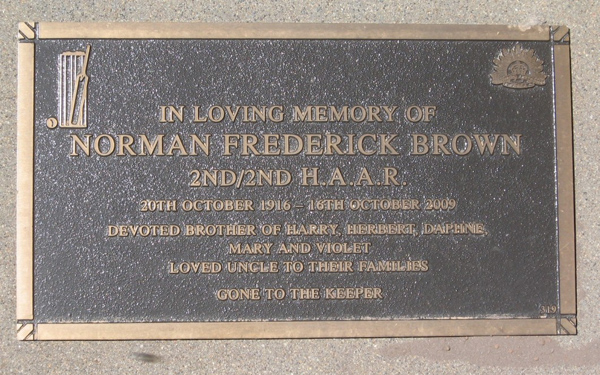 IN LOVING MEMORY OF
NORMAN FREDERICK BROWN
2ND/2ND H.A.A.R.
20TH OCTOBER 1916 – 16TH OCTOBER 2009
DEVOTED BROTHER OF HARRY, HERBERT, DAPHNE,
MARY AND VIOLET
LOVED UNCLE TO THEIR FAMILIES
GONE TO THE KEEPER
319